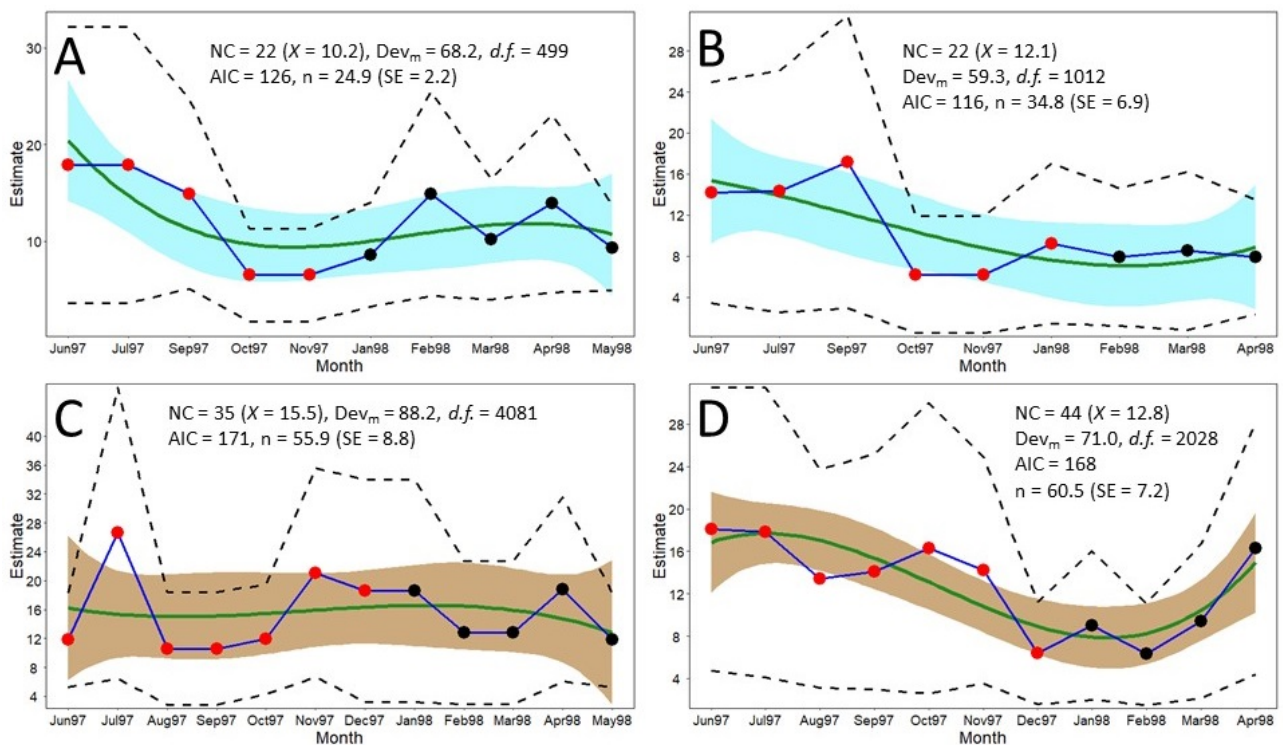 A
NC = 22 (X = 10.2), Devm = 68.2, d.f. = 499
AIC = 126, n = 24.9 (SE = 2.2)
Estimate
30
20
10
Jun97 Jul97 Sep97 Oct97 Nov97 Jan98 Feb98 Mar98 Apr98 May98
Month
B
NC = 22 (X = 12.1)
Devm = 59.3, d.f. = 1012
AIC = 116, n = 34.8 (SE = 6.9)
Estimate
28
24
20
16
12
8
4
Jun97 Jul97 Sep97 Oct97 Nov97 Jan98 Feb98 Mar98 Apr98
Month
C
NC = 35 (X = 15.5), Devm = 88.2, d.f. = 4081
AIC = 171, n = 55.9 (SE = 8.8)
Estimate
40
36
32
28
24
20
16
12
8
4
Jun97 Jul97 Aug97 Sep97 Oct97 Nov97 Dec97 Jan98 Feb98 Mar98 Apr98 May98
Month
D
NC = 44 (X = 12.8)
Devm = 71.0, d.f. = 2028
AIC = 168
n = 60.5 (SE = 7.2)
Estimate
28
24
20
16
12
8
4
Jun97 Jul97 Aug97 Sep97 Oct97 Nov97 Dec97 Jan98 Feb98 Mar98 Apr98
Month